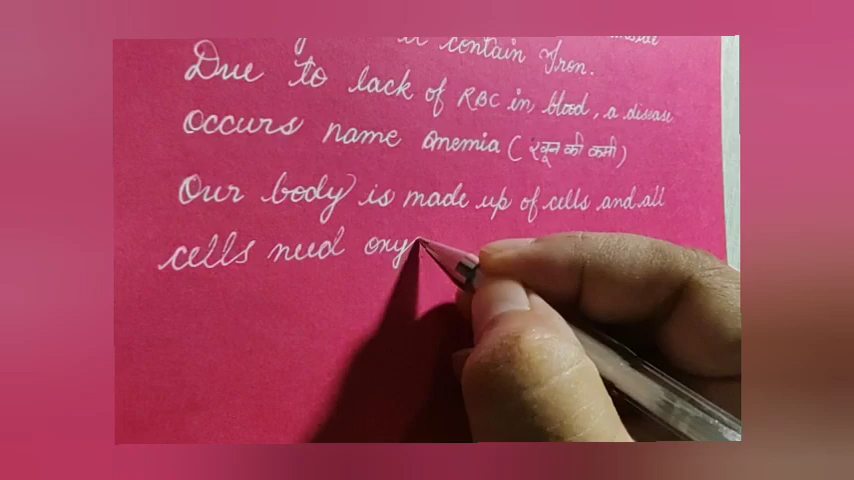 in contain Iron.
Due to lack of RBC in blood, a disease
Occurs name anemia (खून की कमी)
Our body is made up of cells and all
cells need oxy